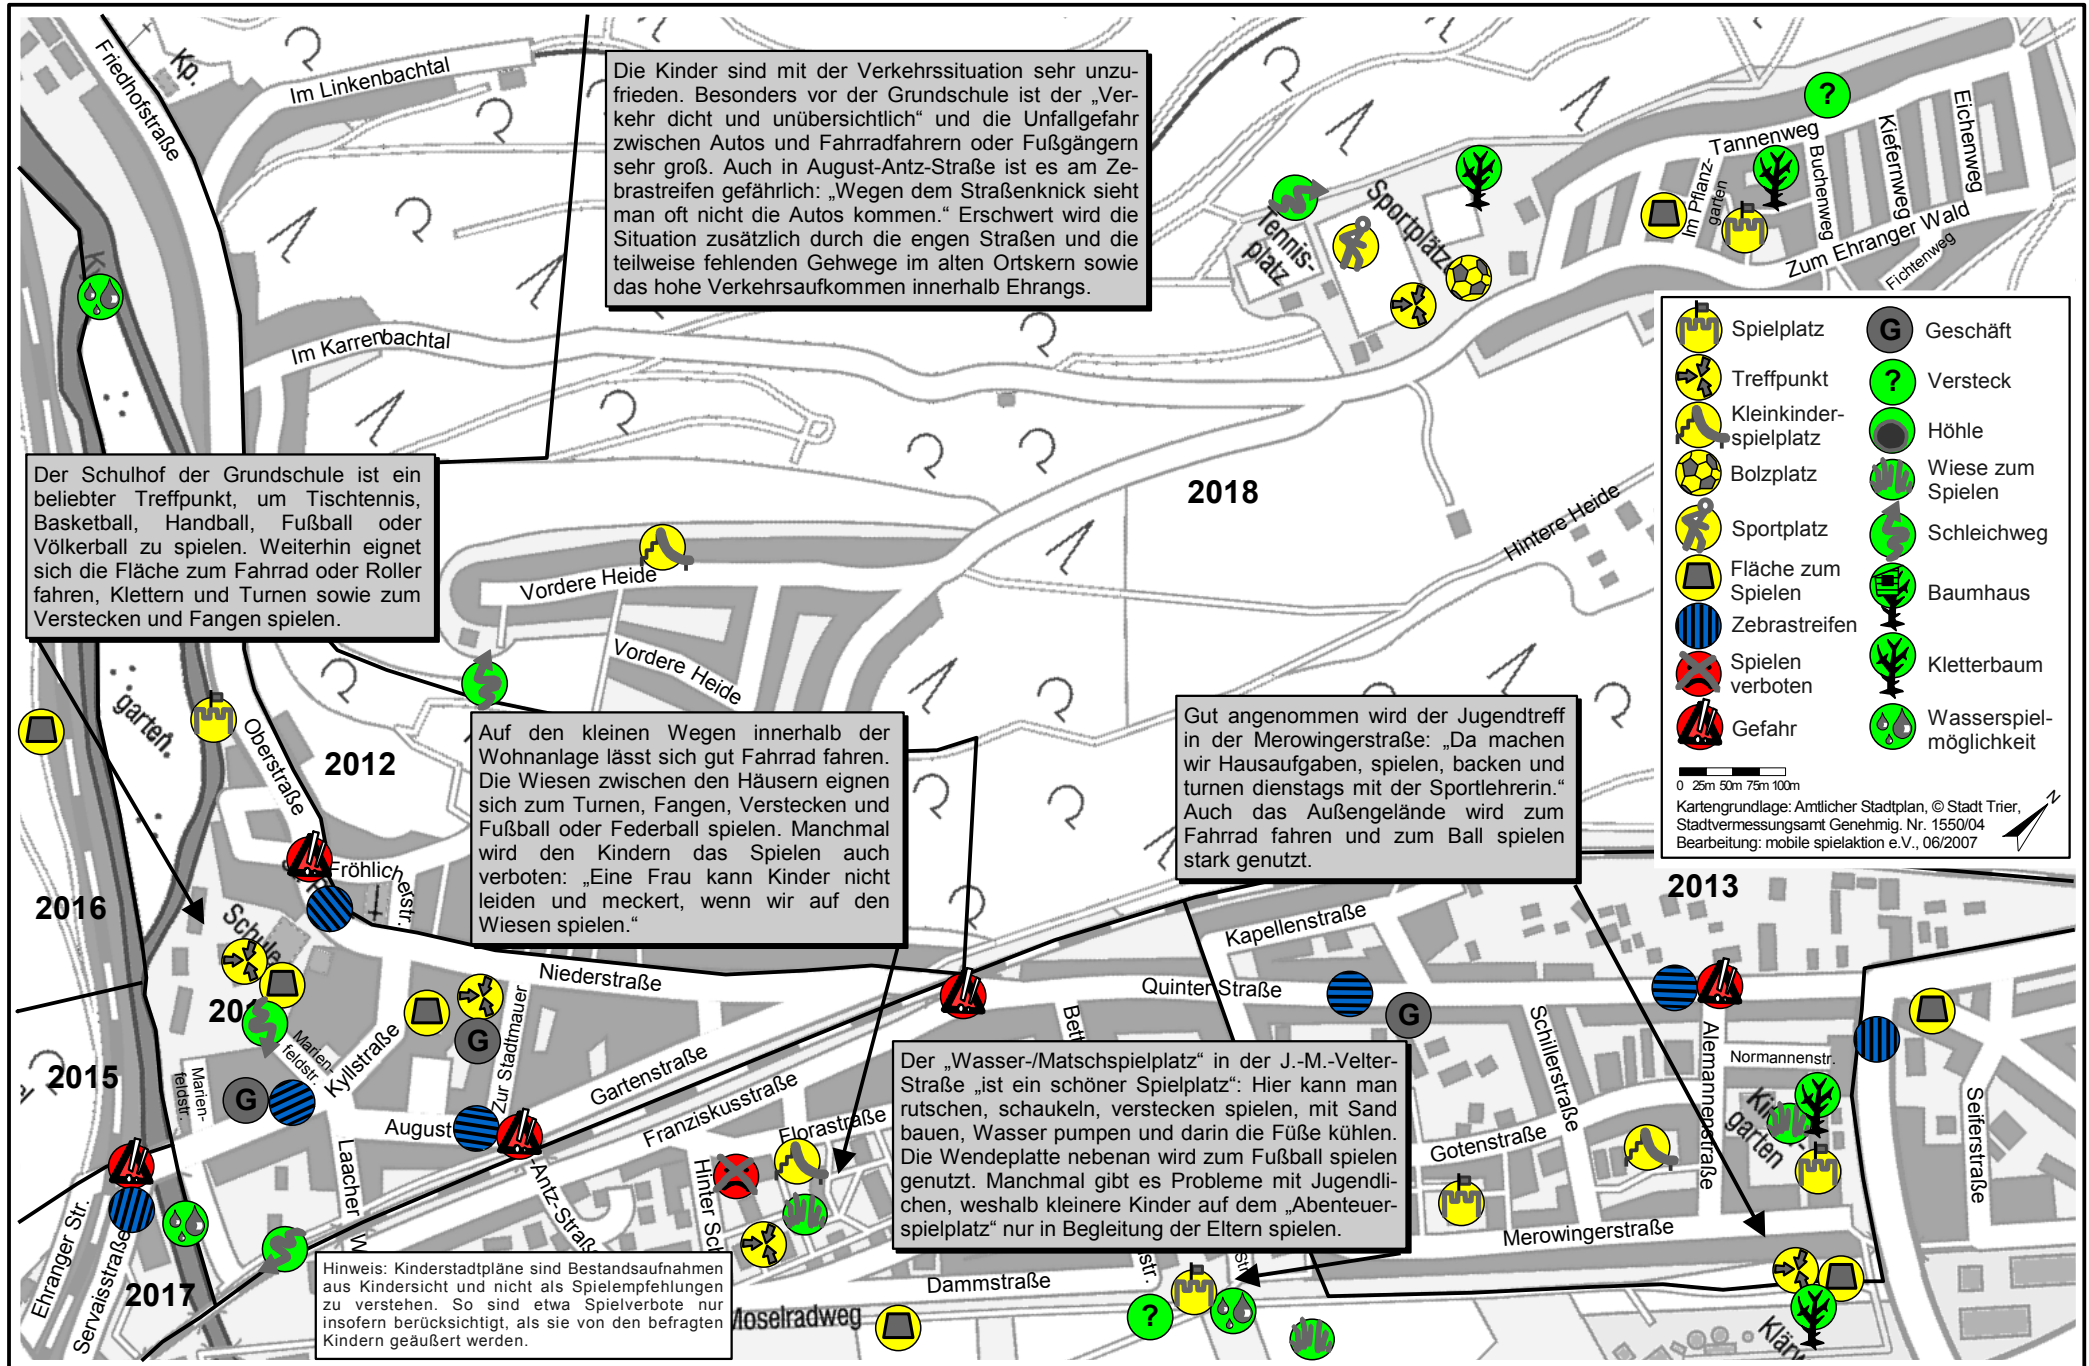 Friedhofstraße
Kp.
Im Linkenbachtal
Die Kinder sind mit der Verkehrssituation sehr unzu-
frieden. Besonders vor der Grundschule ist der „Ver-
kehr dicht und unübersichtlich“ und die Unfallgefahr
zwischen Autos und Fahrradfahrern oder Fußgängern
sehr groß. Auch in August-Antz-Straße ist es am Ze-
brastreifen gefährlich: „Wegen dem Straßenknick sieht
man oft nicht die Autos kommen.“ Erschwert wird die
Situation zusätzlich durch die engen Straßen und die
teilweise fehlenden Gehwege im alten Ortskern sowie
das hohe Verkehrsaufkommen innerhalb Ehrangs.
Tennis-
platz
Sportplätze
Tannenweg
Im Pflanz-
garten
Buchenweg
Kiefernweg
Eichenweg
Zum Ehranger Wald
Fichtenweg
Im Karrenbachtal
Spielplatz
Treffpunkt
Kleinkinder-
spielplatz
Bolzplatz
Sportplatz
Fläche zum
Spielen
Zebrastreifen
Spielen
verboten
Gefahr
G
Geschäft
?
Versteck
Höhle
Wiese zum
Spielen
Schleichweg
Baumhaus
Kletterbaum
Wasserspiel-
möglichkeit
0 25m 50m 75m 100m
N
Kartengrundlage: Amtlicher Stadtplan, © Stadt Trier,
Stadtvermessungsamt Genehmig. Nr. 1550/04
Bearbeitung: mobile spielaktion e.V., 06/2007
Der Schulhof der Grundschule ist ein
beliebter Treffpunkt, um Tischtennis,
Basketball, Handball, Fußball oder
Völkerball zu spielen. Weiterhin eignet
sich die Fläche zum Fahrrad oder Roller
fahren, Klettern und Turnen sowie zum
Verstecken und Fangen spielen.
2018
Hintere Heide
Vordere Heide
Vordere Heide
garten.
Oberstraße
2012
Auf den kleinen Wegen innerhalb der
Wohnanlage lässt sich gut Fahrrad fahren.
Die Wiesen zwischen den Häusern eignen
sich zum Turnen, Fangen, Verstecken und
Fußball oder Federball spielen. Manchmal
wird den Kindern das Spielen auch
verboten: „Eine Frau kann Kinder nicht
leiden und meckert, wenn wir auf den
Wiesen spielen.“
Gut angenommen wird der Jugendtreff
in der Merowingerstraße: „Da machen
wir Hausaufgaben, spielen, backen und
turnen dienstags mit der Sportlehrerin.“
Auch das Außengelände wird zum
Fahrrad fahren und zum Ball spielen
stark genutzt.
2013
2016
Fröhlicherstr.
Schule
Niederstraße
Kapellenstraße
Quinter Straße
G
2015
Marien-
feldstr.
Marien-
feldstr.
Kyllstraße
G
G
Zur Stadtmauer
Gartenstraße
Franziskusstraße
Florastraße
August
-Antz-Straße
Laacher
Schillerstraße
Alemannenstraße
Normannenstr.
Seiferstraße
Der „Wasser-/Matschspielplatz“ in der J.-M.-Velter-
Straße „ist ein schöner Spielplatz“: Hier kann man
rutschen, schaukeln, verstecken spielen, mit Sand
bauen, Wasser pumpen und darin die Füße kühlen.
Die Wendeplatte nebenan wird zum Fußball spielen
genutzt. Manchmal gibt es Probleme mit Jugendli-
chen, weshalb kleinere Kinder auf dem „Abenteuer-
spielplatz“ nur in Begleitung der Eltern spielen.
Gotenstraße
Merowingerstraße
Ehranger Str.
Servaisstraße
2017
Hinweis: Kinderstadtpläne sind Bestandsaufnahmen
aus Kindersicht und nicht als Spielempfehlungen
zu verstehen. So sind etwa Spielverbote nur
insofern berücksichtigt, als sie von den befragten
Kindern geäußert werden.
Hinter
Dammstraße
Moselradweg
?
?